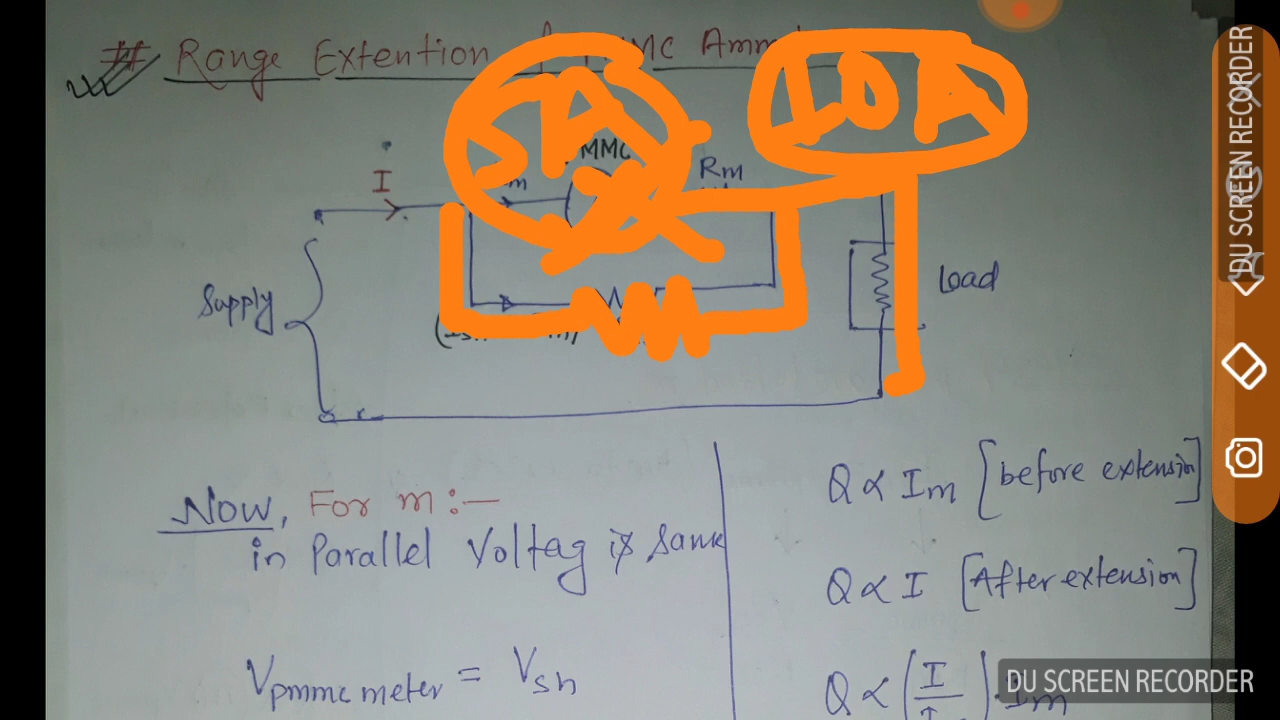 # Range Extention
5A
10A
PMMC
I
Rm
Supply
Load
Now, For m :-
in Parallel Voltag is Same
Vpmmc meter = Vsh
Q ∝ Im [before extension]
Q ∝ I [After extension]
Q ∝ (I
Im
DU SCREEN RECORDER
DU SCREEN RECORDER